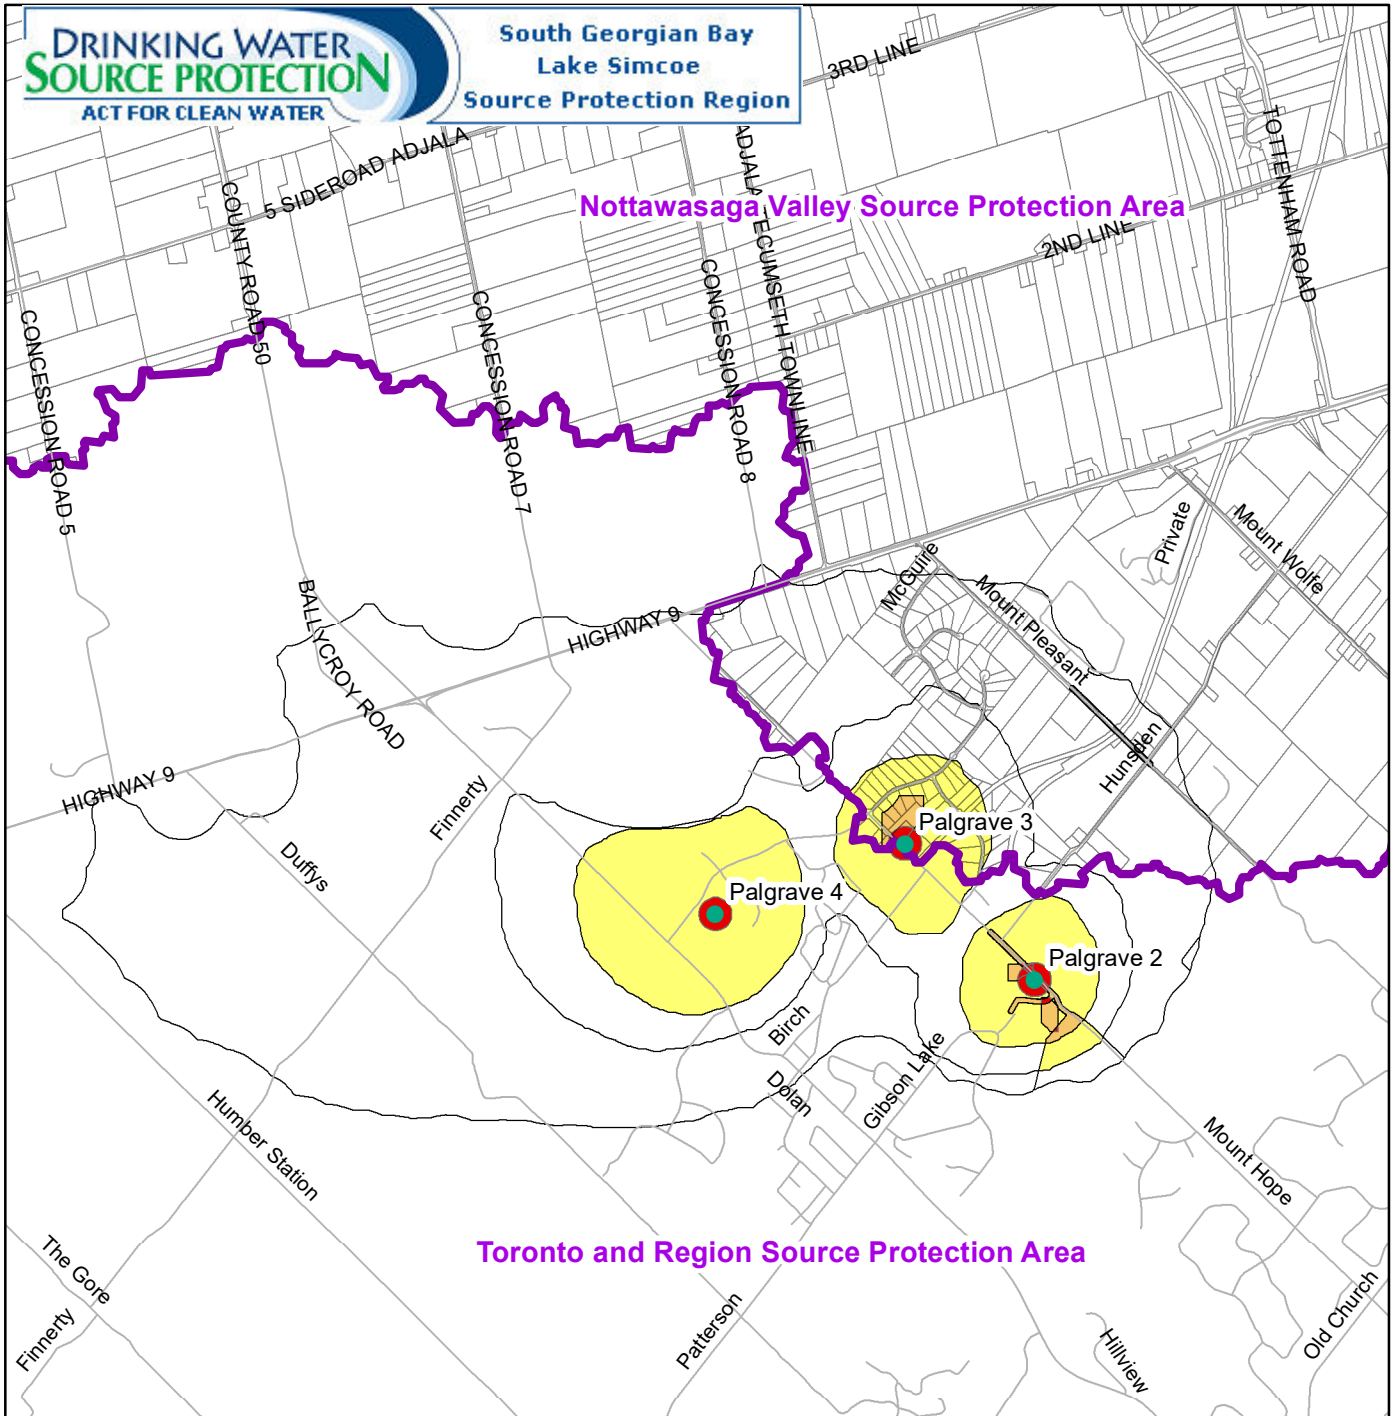 DRINKING WATER
SOURCE PROTECTION
ACT FOR CLEAN WATER
South Georgian Bay
Lake Simcoe
Source Protection Region
3RD LINE
5 SIDEROAD ADJALA
COUNTY ROAD 50
ADJALA TECUMSETH TOWNLINE
TOTTENHAM ROAD
Nottawasaga Valley Source Protection Area
2ND LINE
CONCESSION ROAD 5
CONCESSION ROAD 7
CONCESSION ROAD 8
Private
Mount Wolfe
McGuire
Mount Pleasant
BALLYCROY ROAD
HIGHWAY 9
HIGHWAY 9
Hunsden
Finnerty
Duffys
Palgrave 3
Palgrave 4
Palgrave 2
Birch
Dolan
Gibson Lake
Humber Station
Mount Hope
The Gore
Toronto and Region Source Protection Area
Finnerty
Patterson
Hillview
Old Church